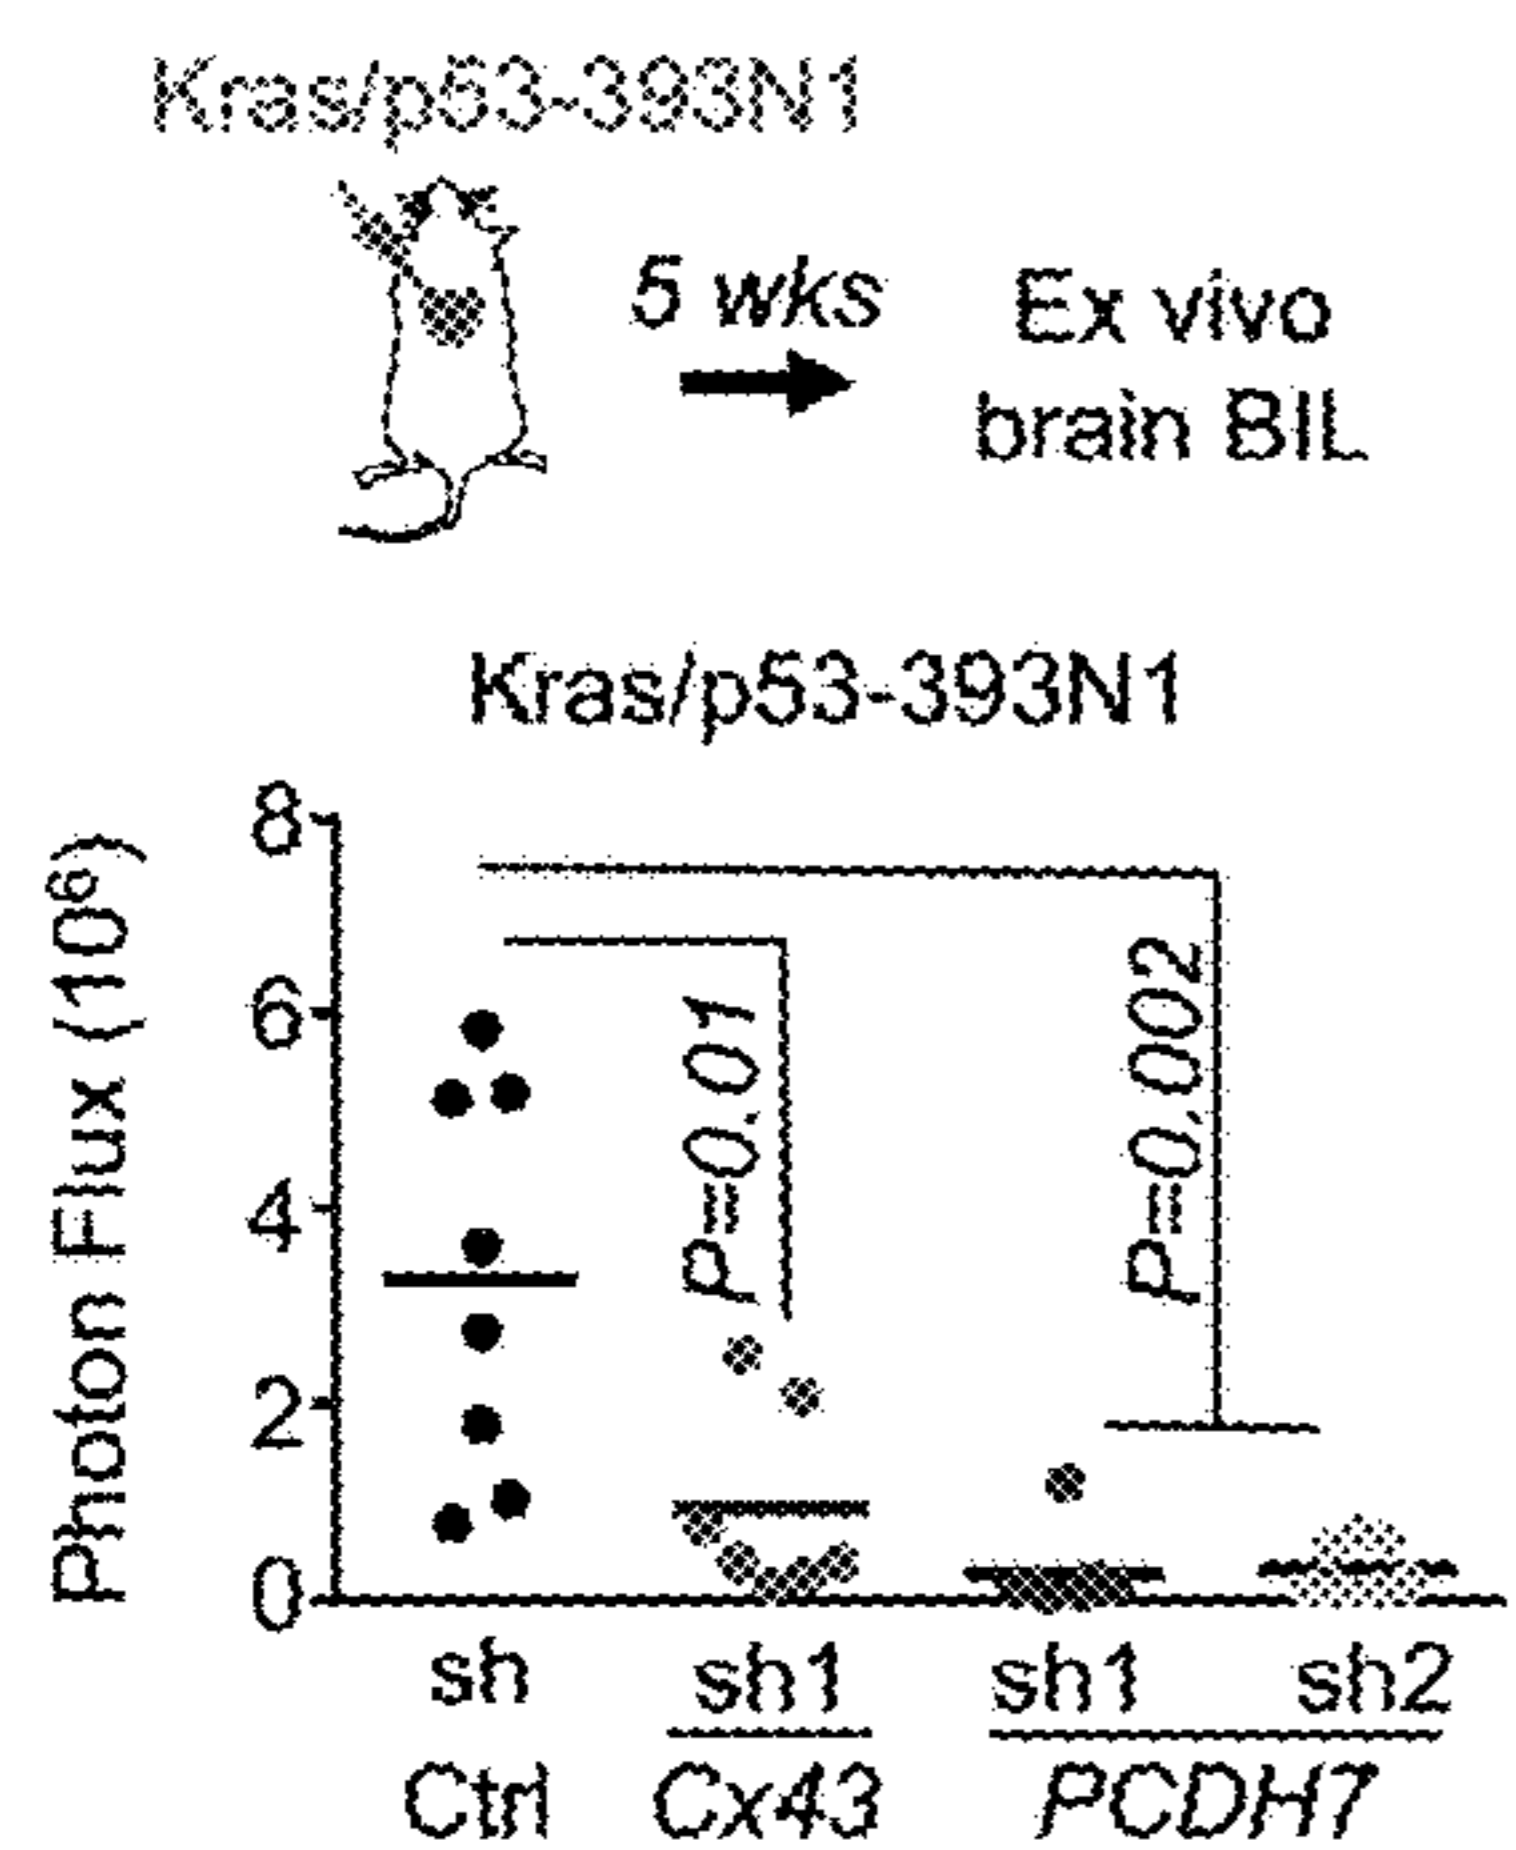 Kras/p53-393N1
5 wks
Ex vivo
brain BIL
Kras/p53-393N1
Photon Flux (10⁶)
8
6
4
2
0
P=0.01
P=0.002
sh
sh1
sh1
sh2
Ctrl
Cx43
PCDH7